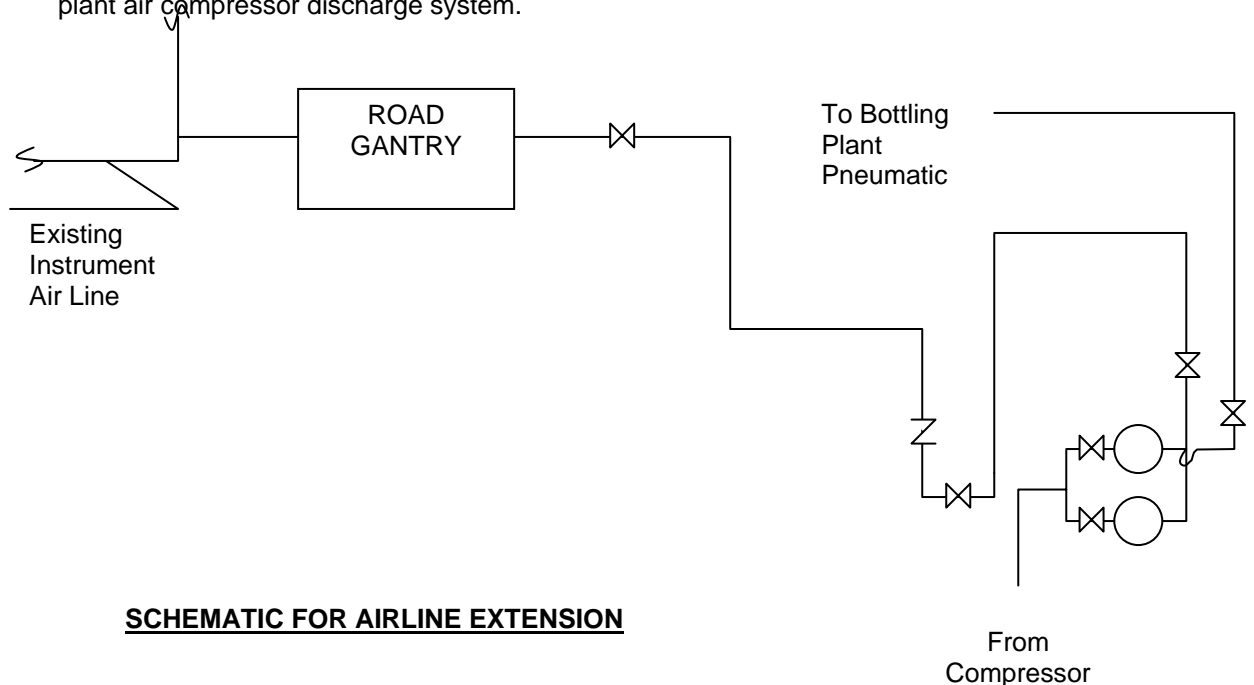 plant air compressor discharge system.
ROAD
GANTRY
To Bottling
Plant
Pneumatic
Existing
Instrument
Air Line
SCHEMATIC FOR AIRLINE EXTENSION
From
Compressor